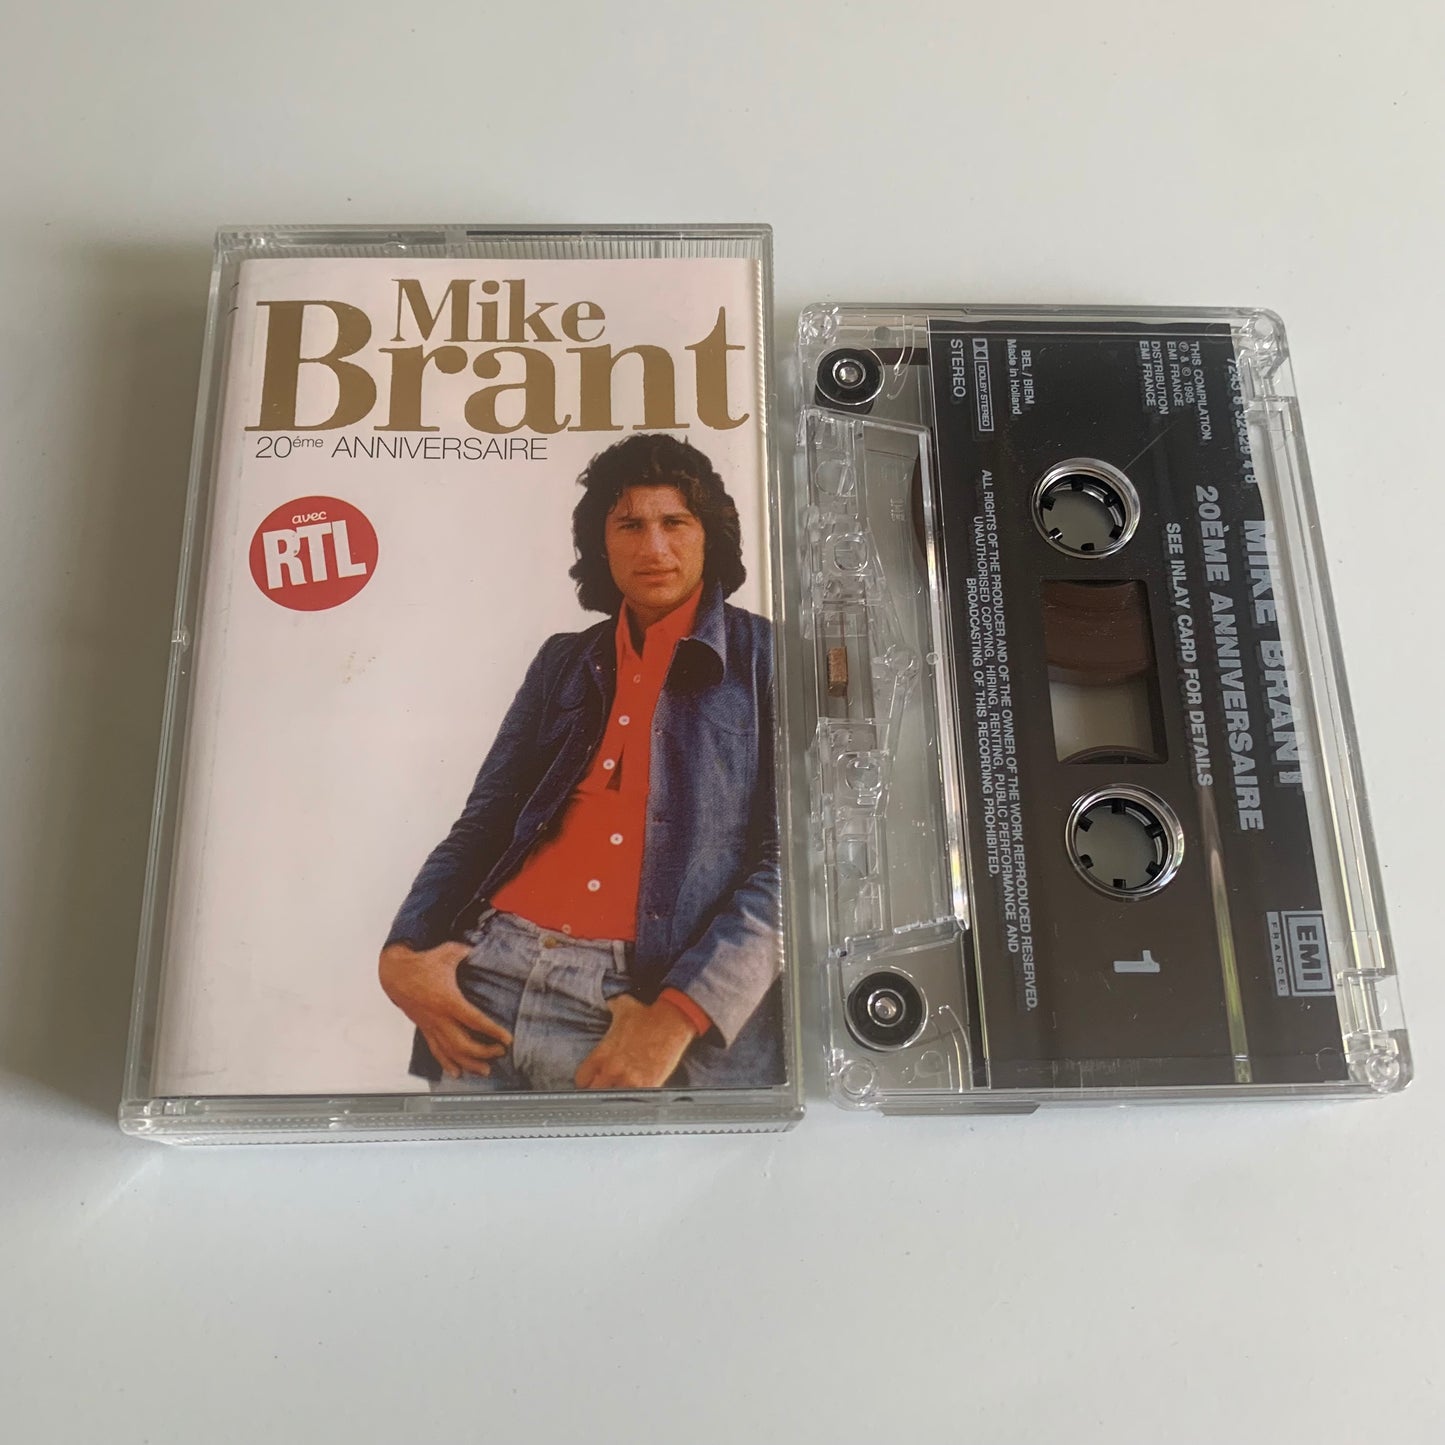 Mike
Brant
20éme ANNIVERSAIRE
avec
RTL
MIKE BRANT
20ÈME ANNIVERSAIRE
SEE INLAY CARD FOR DETAILS
THIS COMPILATION
℗ & © 1995
EMI FRANCE
DISTRIBUTION
EMI FRANCE
BEL / BIEM
Made in Holland
DOLBY STEREO
STEREO
ALL RIGHTS OF THE PRODUCER AND OF THE OWNER OF THE WORK REPRODUCED RESERVED.
UNAUTHORISED COPYING, HIRING, RENTING, PUBLIC PERFORMANCE AND
BROADCASTING OF THIS RECORDING PROHIBITED.
1
EMI
FRANCE